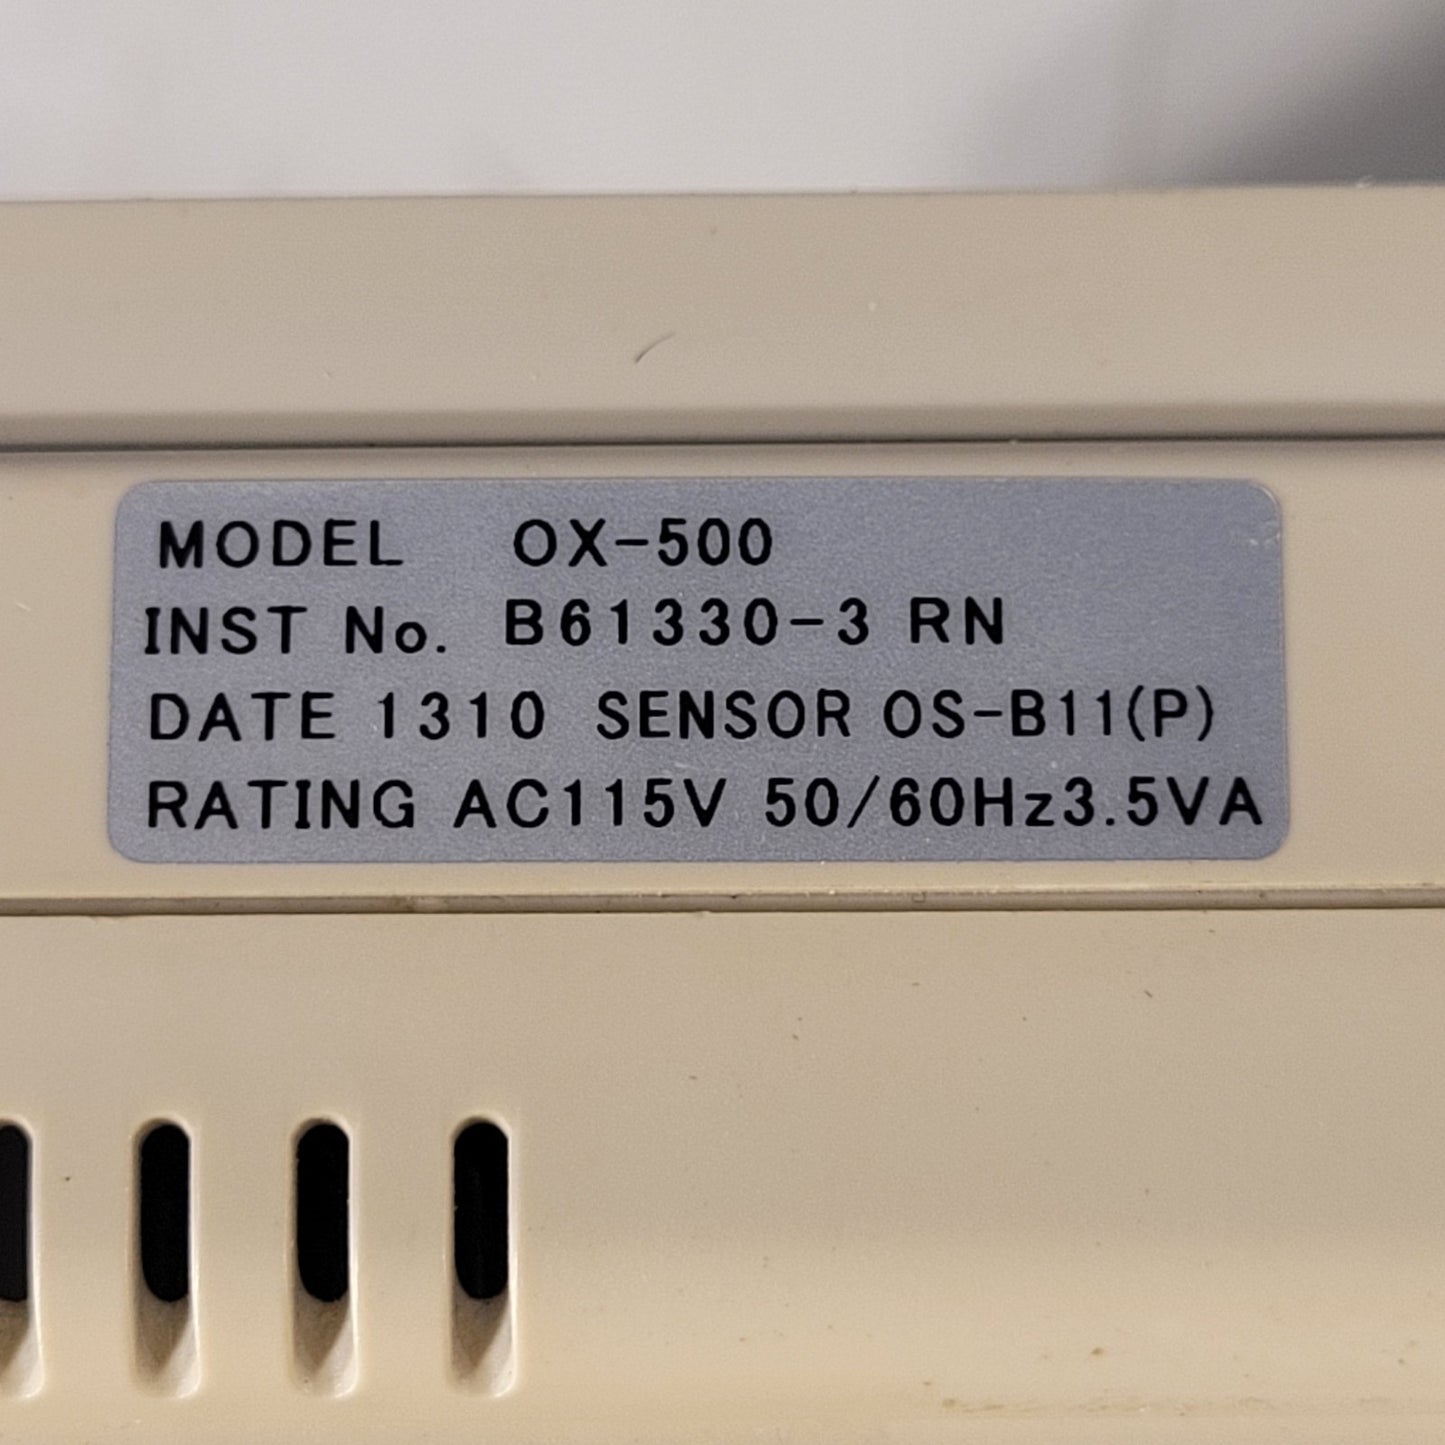 MODEL OX-500
INST No. B61330-3 RN
DATE 1310 SENSOR OS-B11(P)
RATING AC115V 50/60Hz3.5VA